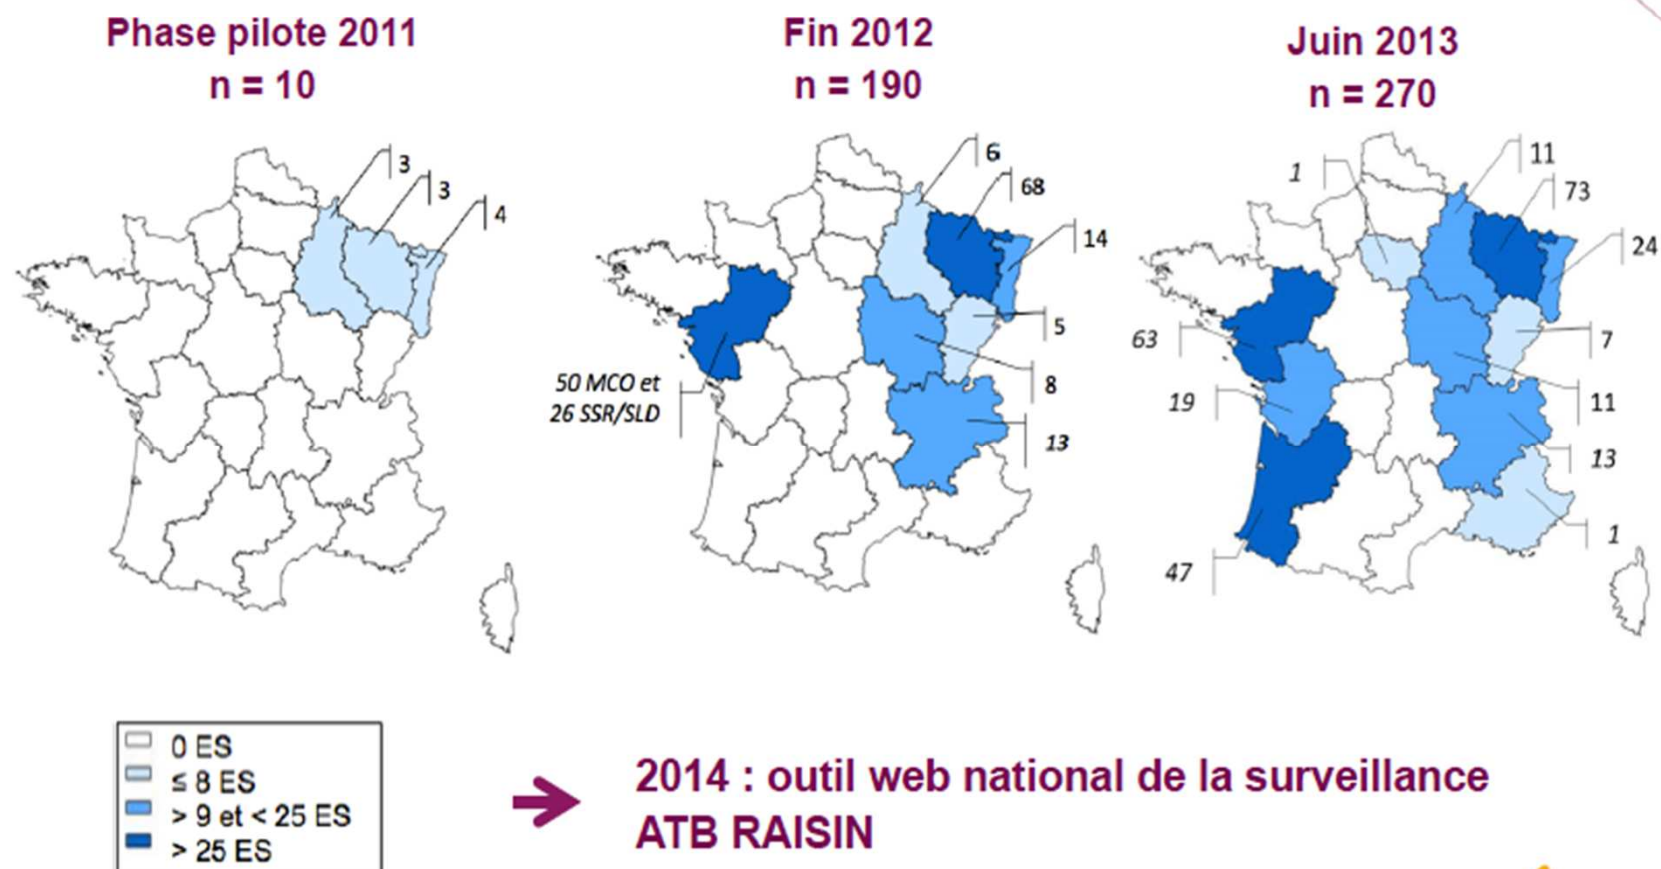 Phase pilote 2011
n = 10
3
3
4
Fin 2012
n = 190
6
68
14
5
8
13
50 MCO et
26 SSR/SLD
Juin 2013
n = 270
1
11
73
24
63
7
19
11
13
1
47
0 ES
≤ 8 ES
> 9 et < 25 ES
> 25 ES
2014 : outil web national de la surveillance
ATB RAISIN